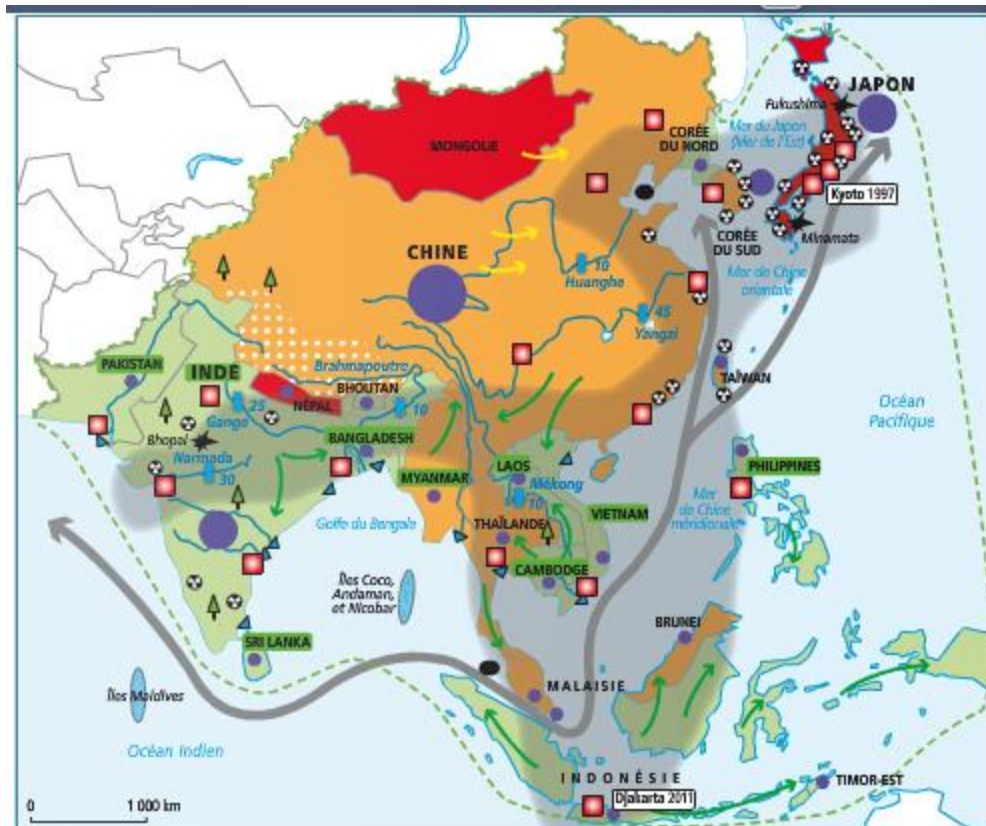 JAPON
Fukushima
Mer du Japon
(Mer de l'Est)
CORÉE
DU NORD
MONGOLIE
Kyoto 1997
CORÉE
DU SUD
Minamata
CHINE
10
Huanghe
Mer de Chine
orientale
45
Yangzi
PAKISTAN
INDE
Brahmapoutre
BHOUTAN
NÉPAL
25
Gange
10
TAÏWAN
Océan
Pacifique
Bhopal
BANGLADESH
Narmada
30
MYANMAR
LAOS
Mékong
10
PHILIPPINES
Golfe du Bengale
THAÏLANDE
VIETNAM
Mer
de Chine
méridionale
CAMBODGE
Îles Coco,
Andaman,
et Nicobar
SRI LANKA
BRUNEI
Îles Maldives
MALAISIE
Océan Indien
INDONÉSIE
TIMOR-EST
Djakarta 2011
0
1 000 km